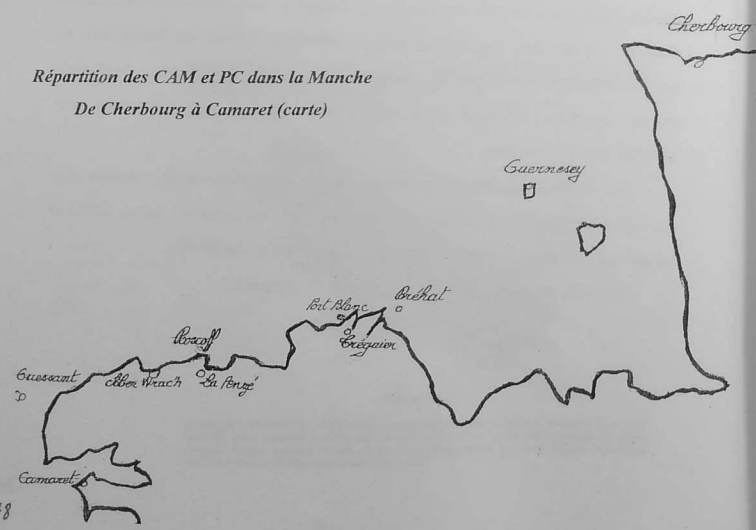 Cherbourg
Répartition des CAM et PC dans la Manche
De Cherbourg à Camaret (carte)
Guernesey
Bréhat
Port Blanc
Tréguier
Roscoff
Ouessant
Aber Wrac'h
La Penzé
Camaret